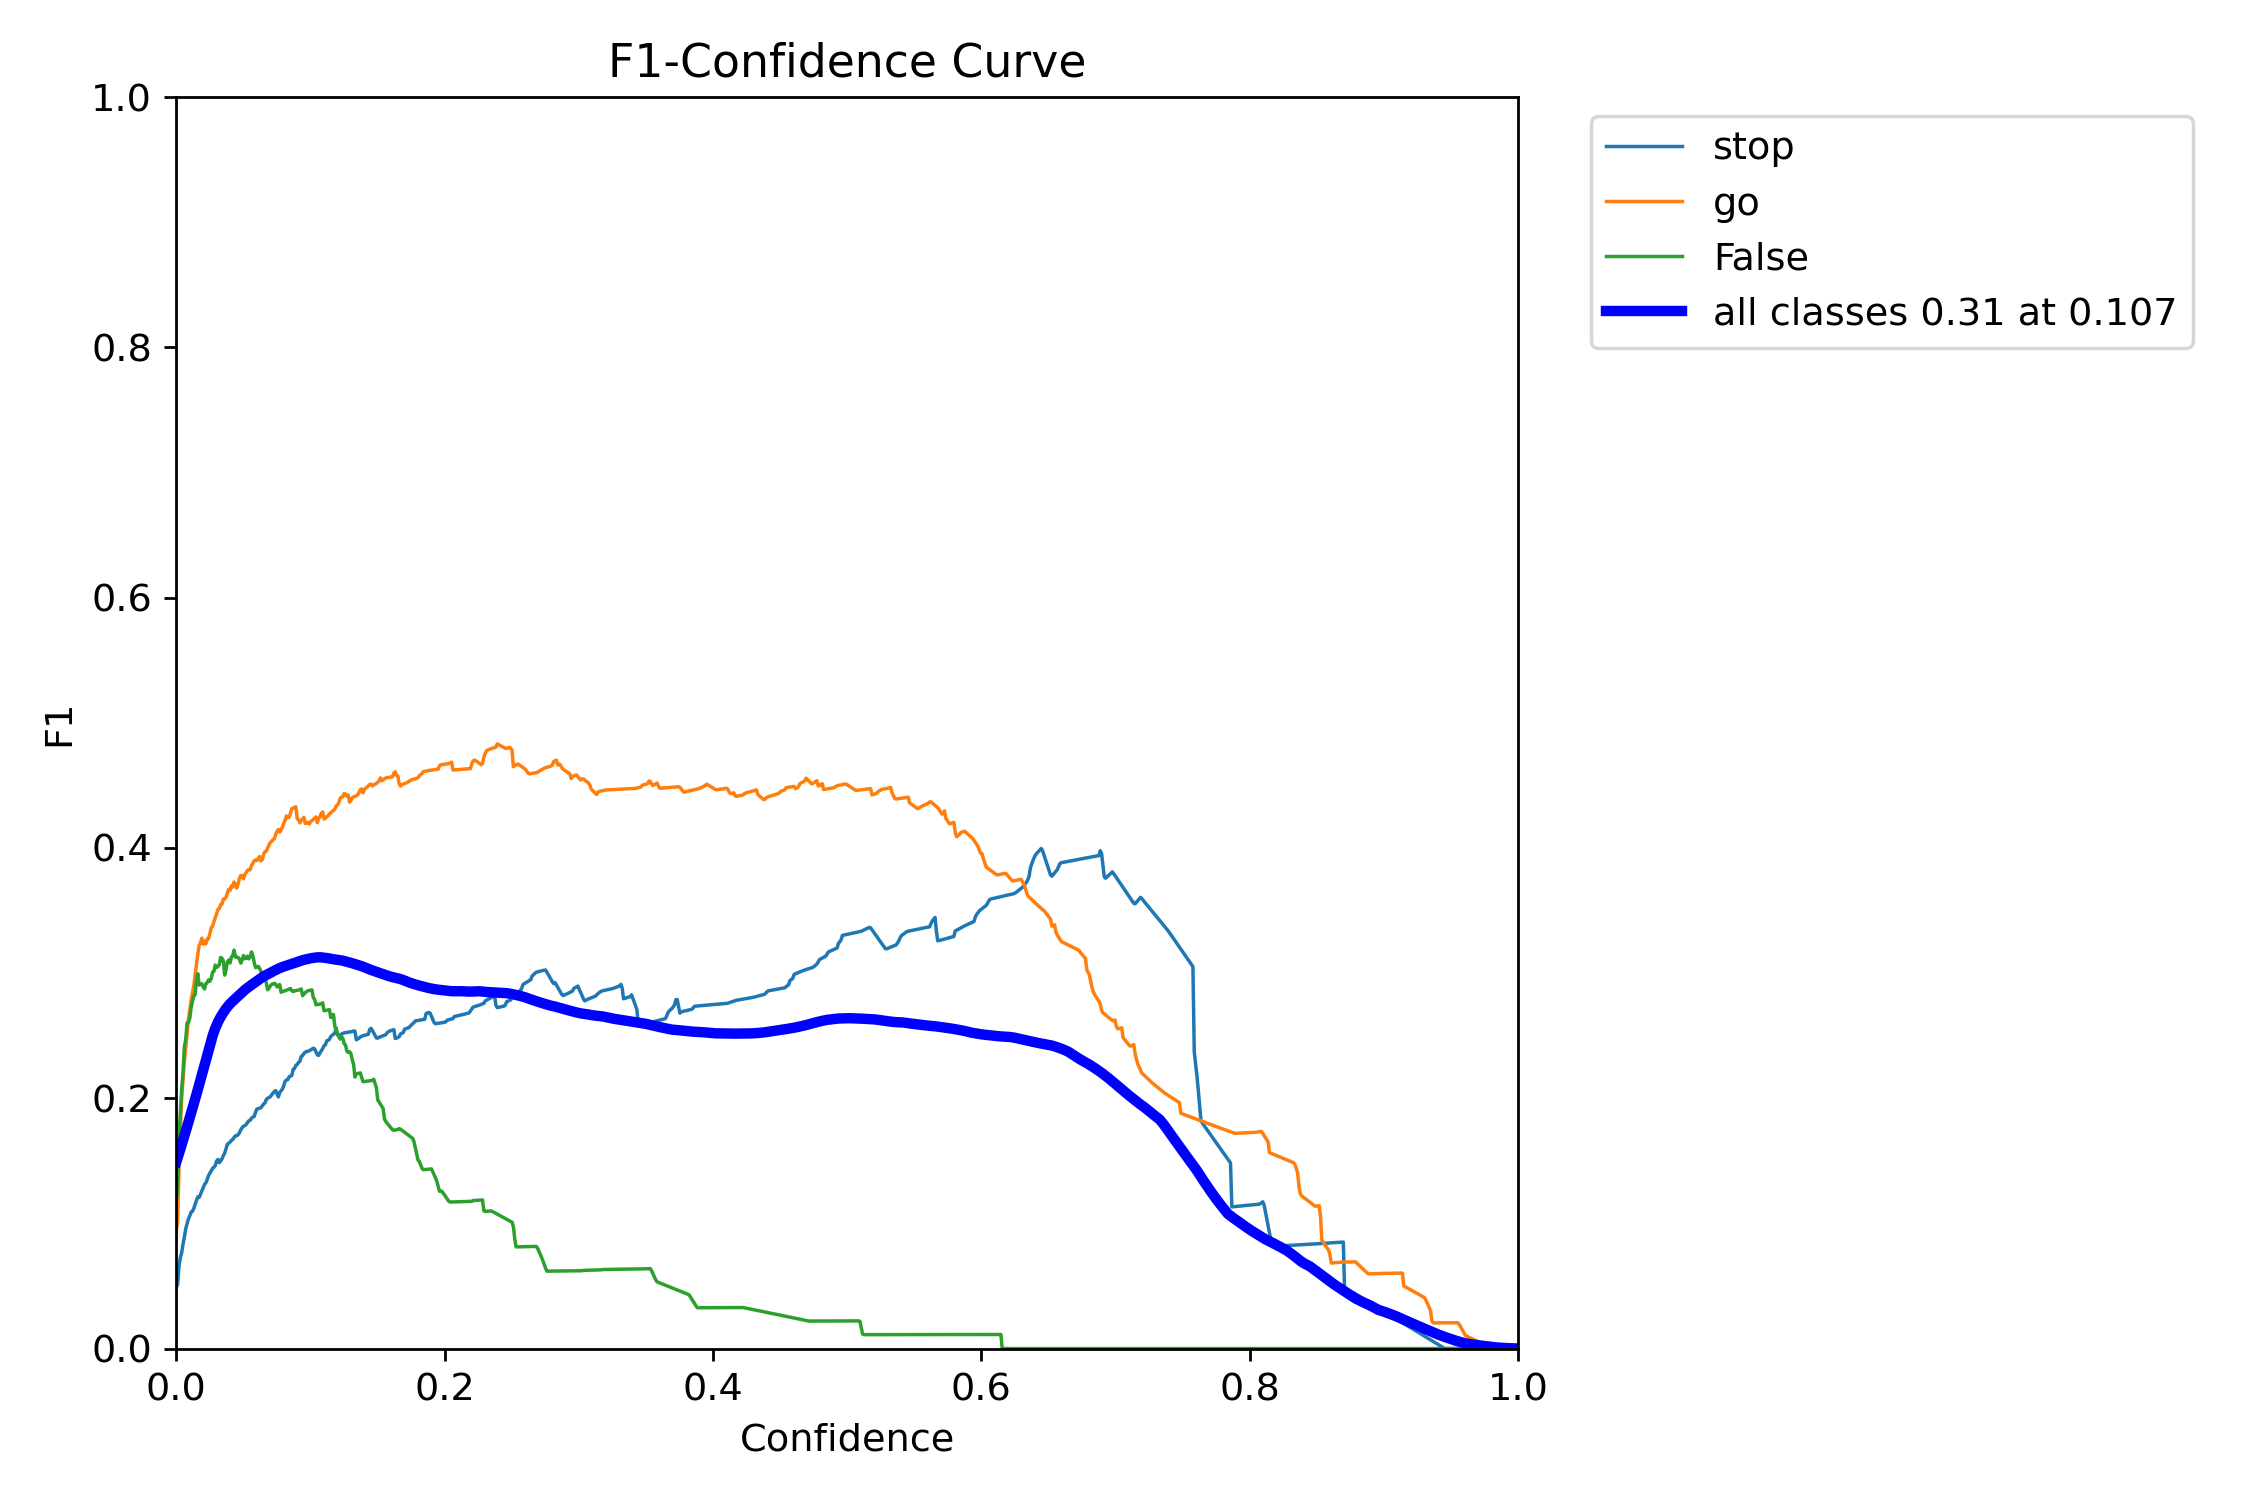 F1-Confidence Curve
1.0
0.8
0.6
0.4
0.2
0.0
F1
0.0 0.2 0.4 0.6 0.8 1.0
Confidence
stop
go
False
all classes 0.31 at 0.107